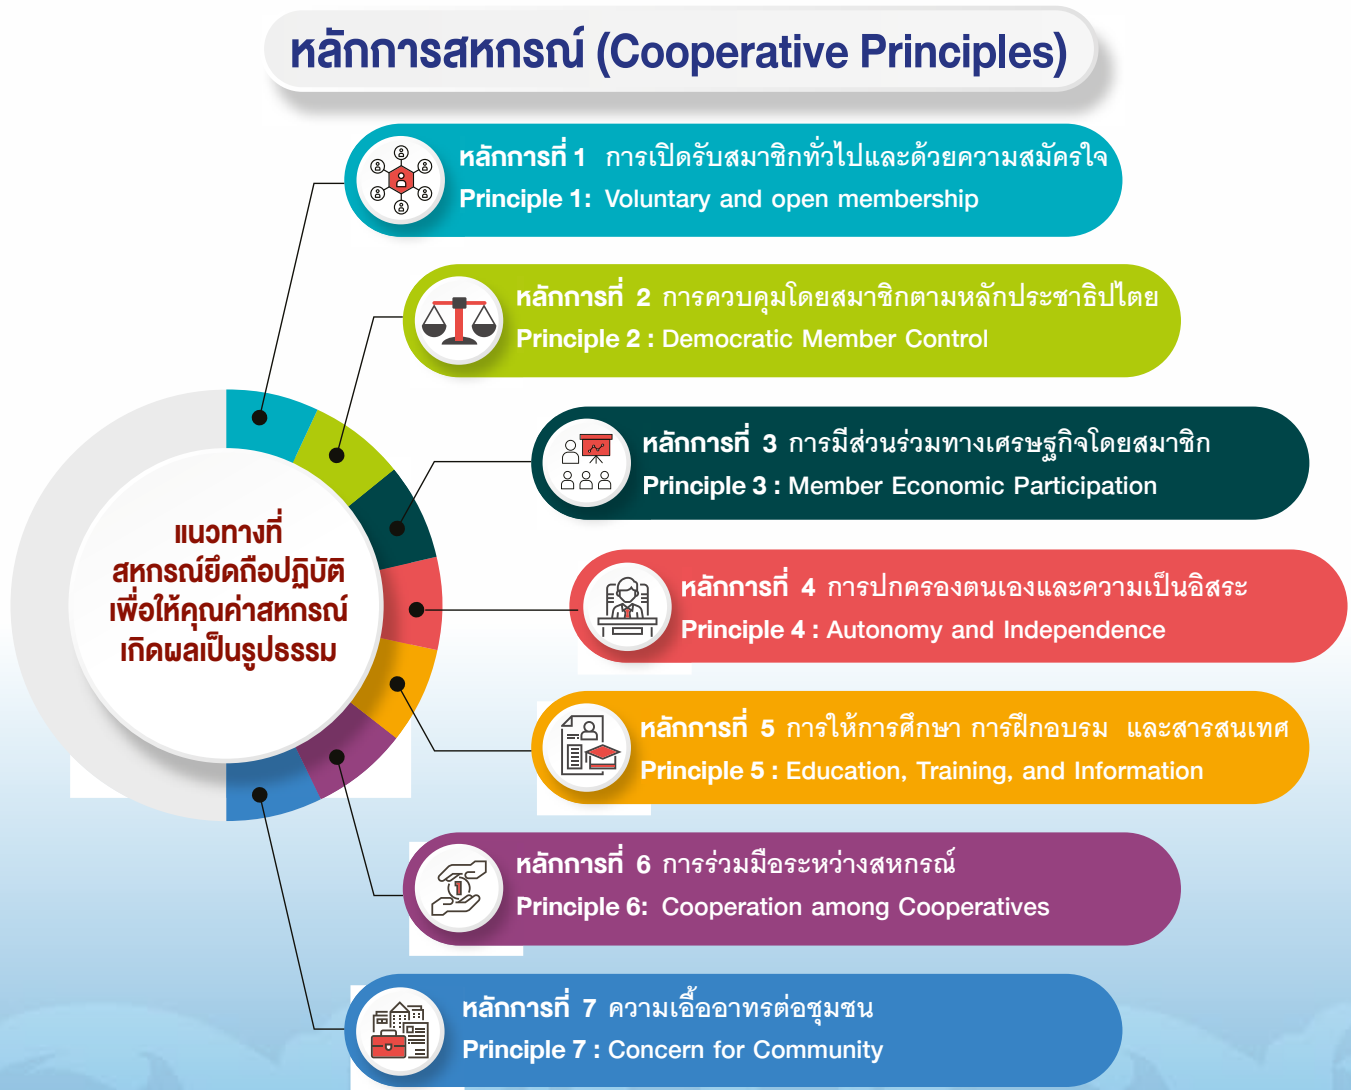 หลักการสหกรณ์ (Cooperative Principles)
หลักการที่ 1 การเปิดรับสมาชิกทั่วไปและด้วยความสมัครใจ
Principle 1: Voluntary and open membership
หลักการที่ 2 การควบคุมโดยสมาชิกตามหลักประชาธิปไตย
Principle 2 : Democratic Member Control
หลักการที่ 3 การมีส่วนร่วมทางเศรษฐกิจโดยสมาชิก
Principle 3 : Member Economic Participation
แนวทางที่
สหกรณ์ยึดถือปฏิบัติ
เพื่อให้คุณค่าสหกรณ์
เกิดผลเป็นรูปธรรม
หลักการที่ 4 การปกครองตนเองและความเป็นอิสระ
Principle 4 : Autonomy and Independence
หลักการที่ 5 การให้การศึกษา การฝึกอบรม และสารสนเทศ
Principle 5 : Education, Training, and Information
1
หลักการที่ 6 การร่วมมือระหว่างสหกรณ์
Principle 6: Cooperation among Cooperatives
หลักการที่ 7 ความเอื้ออาทรต่อชุมชน
Principle 7 : Concern for Community